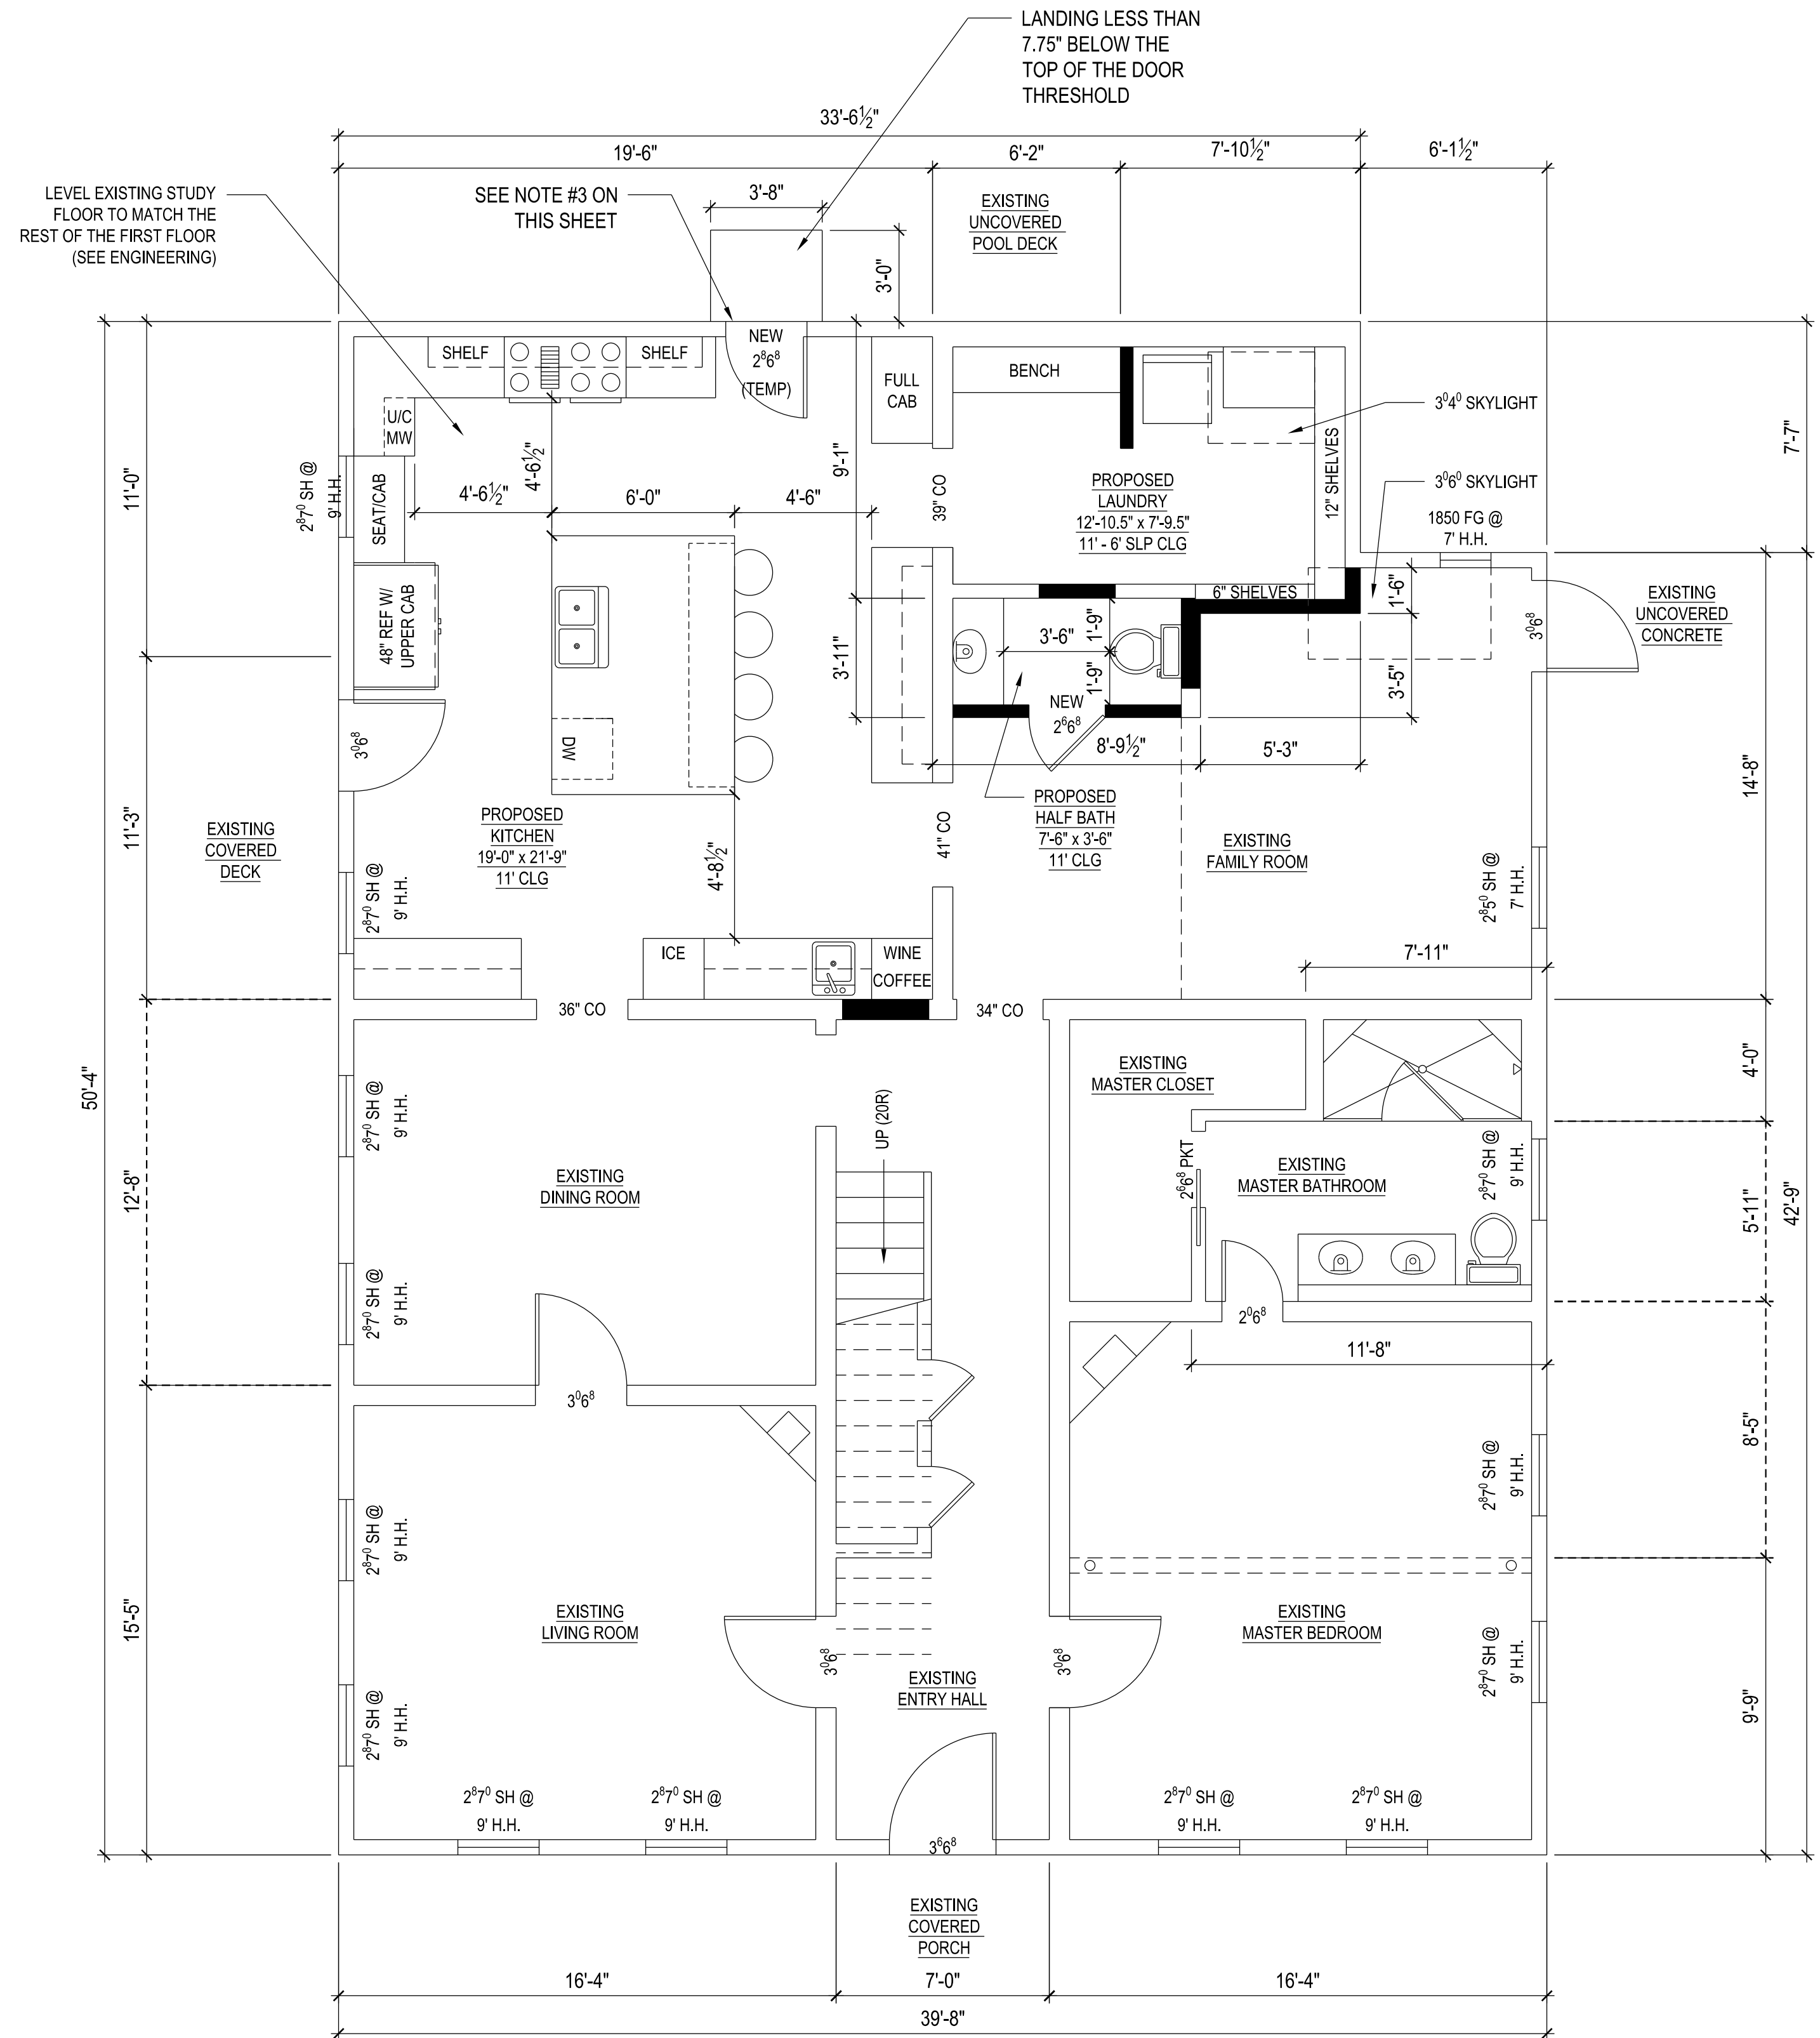 LANDING LESS THAN
7.75" BELOW THE
TOP OF THE DOOR
THRESHOLD
33'-6½"
19'-6"
6'-2"
7'-10½"
6'-1½"
LEVEL EXISTING STUDY
FLOOR TO MATCH THE
REST OF THE FIRST FLOOR
(SEE ENGINEERING)
SEE NOTE #3 ON
THIS SHEET
3'-8"
3'-0"
EXISTING
UNCOVERED
POOL DECK
SHELF
SHELF
NEW
2⁸6⁸
(TEMP)
FULL
CAB
BENCH
3⁰4⁰ SKYLIGHT
3⁰6⁰ SKYLIGHT
1850 FG @
7' H.H.
7'-7"
U/C
MW
2⁸7⁰ SH @
9' H.H.
SEAT/CAB
11'-0"
4'-6½"
4'-6½"
6'-0"
4'-6"
9'-1"
39" CO
PROPOSED
LAUNDRY
12'-10.5" x 7'-9.5"
11' - 6' SLP CLG
12" SHELVES
6" SHELVES
1'-6"
3⁰6⁸
EXISTING
UNCOVERED
CONCRETE
48" REF W/
UPPER CAB
3'-11"
3'-6"
1'-9"
1'-9"
NEW
2⁶6⁸
3'-5"
8'-9½"
5'-3"
3⁰6⁸
DW
14'-8"
11'-3"
50'-4"
EXISTING
COVERED
DECK
PROPOSED
KITCHEN
19'-0" x 21'-9"
11' CLG
4'-8½"
41" CO
PROPOSED
HALF BATH
7'-6" x 3'-6"
11' CLG
EXISTING
FAMILY ROOM
2⁸7⁰ SH @
9' H.H.
2⁸5⁰ SH @
7' H.H.
ICE
WINE
COFFEE
7'-11"
36" CO
34" CO
EXISTING
MASTER CLOSET
4'-0"
2⁸7⁰ SH @
9' H.H.
UP (20R)
12'-8"
EXISTING
DINING ROOM
2⁶6⁸ PKT
EXISTING
MASTER BATHROOM
2⁸7⁰ SH @
9' H.H.
5'-11"
42'-9"
2⁸7⁰ SH @
9' H.H.
2⁰6⁸
11'-8"
3⁰6⁸
8'-5"
2⁸7⁰ SH @
9' H.H.
2⁸7⁰ SH @
9' H.H.
15'-5"
EXISTING
LIVING ROOM
3⁰6⁸
EXISTING
ENTRY HALL
3⁰6⁸
EXISTING
MASTER BEDROOM
2⁸7⁰ SH @
9' H.H.
9'-9"
2⁸7⁰ SH @
9' H.H.
2⁸7⁰ SH @
9' H.H.
2⁸7⁰ SH @
9' H.H.
3⁶6⁸
2⁸7⁰ SH @
9' H.H.
2⁸7⁰ SH @
9' H.H.
EXISTING
COVERED
PORCH
16'-4"
7'-0"
16'-4"
39'-8"